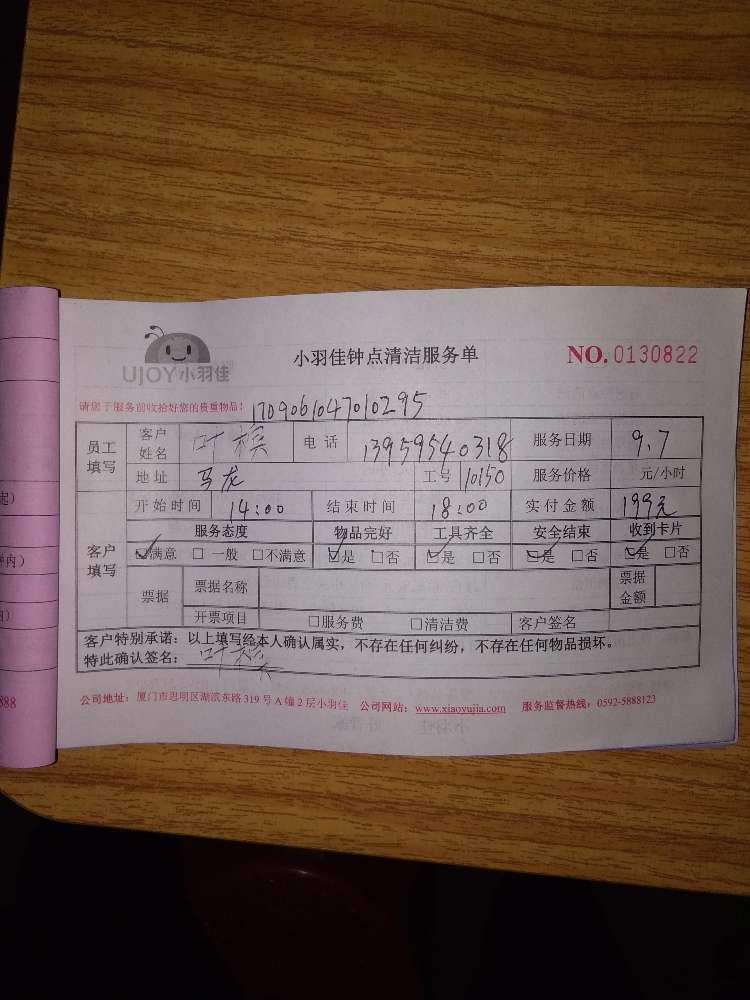 UJOY小羽佳
小羽佳钟点清洁服务单 NO.0130822
请您于服务前收拾好您的贵重物品! 1709061047010295
员工填写 客户姓名 叶 电话 13959540318 服务日期 9.7
地址 马龙 工号 10150 服务价格 元/小时
客户填写 开始时间 14:00 结束时间 18:00 实付金额 199元
服务态度 物品完好 工具齐全 安全结束 收到卡片
☑满意 ☐一般 ☐不满意 ☑是 ☐否 ☑是 ☐否 ☑是 ☐否 ☑是 ☐否
票据 票据名称 票据金额
开票项目 ☐服务费 ☐清洁费 客户签名
客户特别承诺:以上填写经本人确认属实,不存在任何纠纷,不存在任何物品损坏。
特此确认签名: 叶
公司地址:厦门市思明区湖滨东路319号A幢2层小羽佳 公司网站:www.xiaoyujia.com 服务监督热线:0592-5888123
起)
内)
888